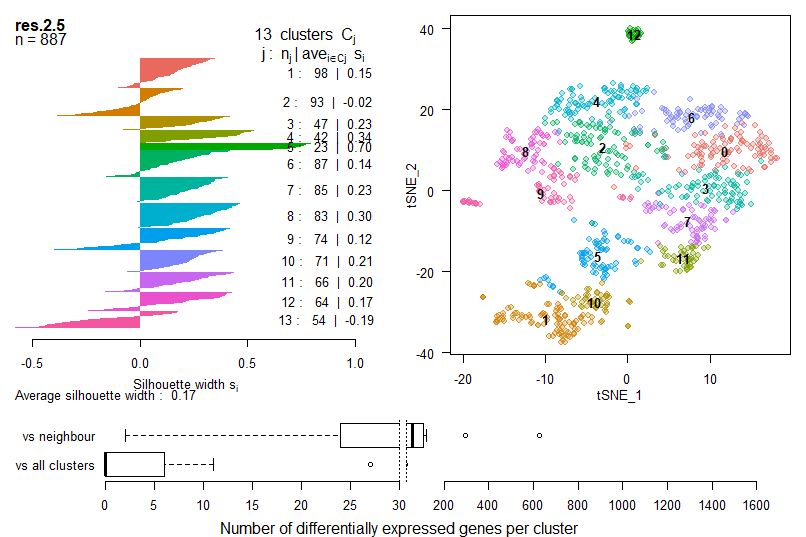 res.2.5
n = 887
13 clusters Cj
j : nj | avei∈Cj si
1 : 98 | 0.15
2 : 93 | -0.02
3 : 47 | 0.23
4 : 42 | 0.34
5 : 23 | 0.70
6 : 87 | 0.14
7 : 85 | 0.23
8 : 83 | 0.30
9 : 74 | 0.12
10 : 71 | 0.21
11 : 66 | 0.20
12 : 64 | 0.17
13 : 54 | -0.19
-0.5 0.0 0.5 1.0
Silhouette width si
Average silhouette width : 0.17
40
20
0
-20
-40
tSNE_2
12
4
6
2
8
0
9
3
7
5
11
10
1
-20 -10 0 10
tSNE_1
vs neighbour
vs all clusters
0 5 10 15 20 25 30 200 400 600 800 1000 1200 1400 1600
Number of differentially expressed genes per cluster